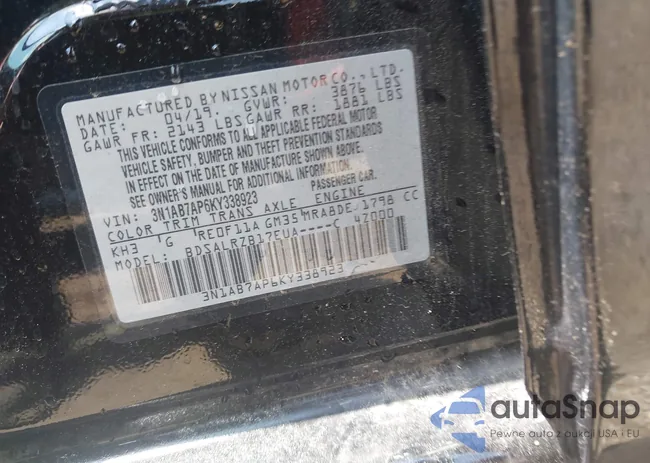 MANUFACTURED BY NISSAN MOTOR CO., LTD.
DATE: 04/19 GVWR: 3876 LBS
GAWR FR: 2143 LBS GAWR RR: 1881 LBS
THIS VEHICLE CONFORMS TO ALL APPLICABLE FEDERAL MOTOR
VEHICLE SAFETY, BUMPER AND THEFT PREVENTION STANDARDS
IN EFFECT ON THE DATE OF MANUFACTURE SHOWN ABOVE.
SEE OWNER'S MANUAL FOR ADDITIONAL INFORMATION.
VIN: 3N1AB7AP6KY338923 PASSENGER CAR.
COLOR TRIM TRANS AXLE ENGINE
KH3 G RE0F11A GM35 MRA8DE/1798 CC
MODEL: BDSALRZB17EUA----C 47000
3N1AB7AP6KY338923
autoSnap
Pewne auto z aukcji USA i EU